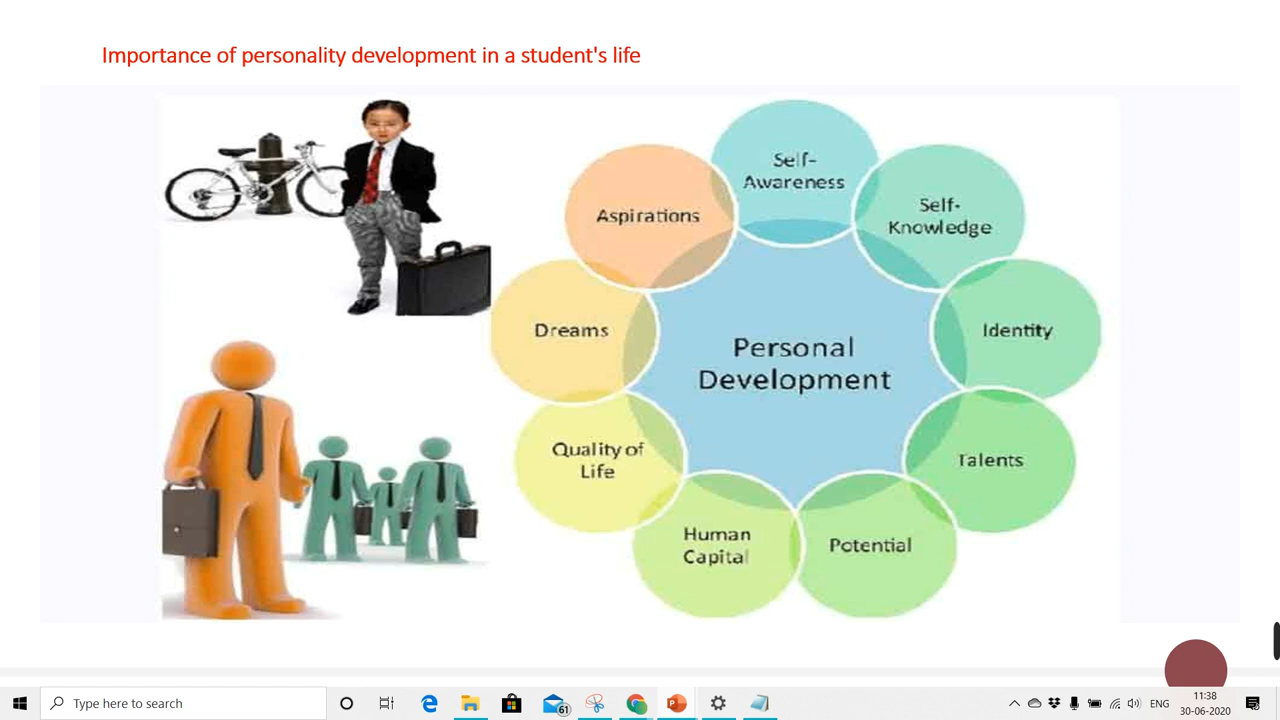 Importance of personality development in a student's life
Self-
Awareness
Self-
Knowledge
Identity
Talents
Potential
Human
Capital
Quality of
Life
Dreams
Aspirations
Personal
Development
Type here to search
61
ENG
11:38
30-06-2020